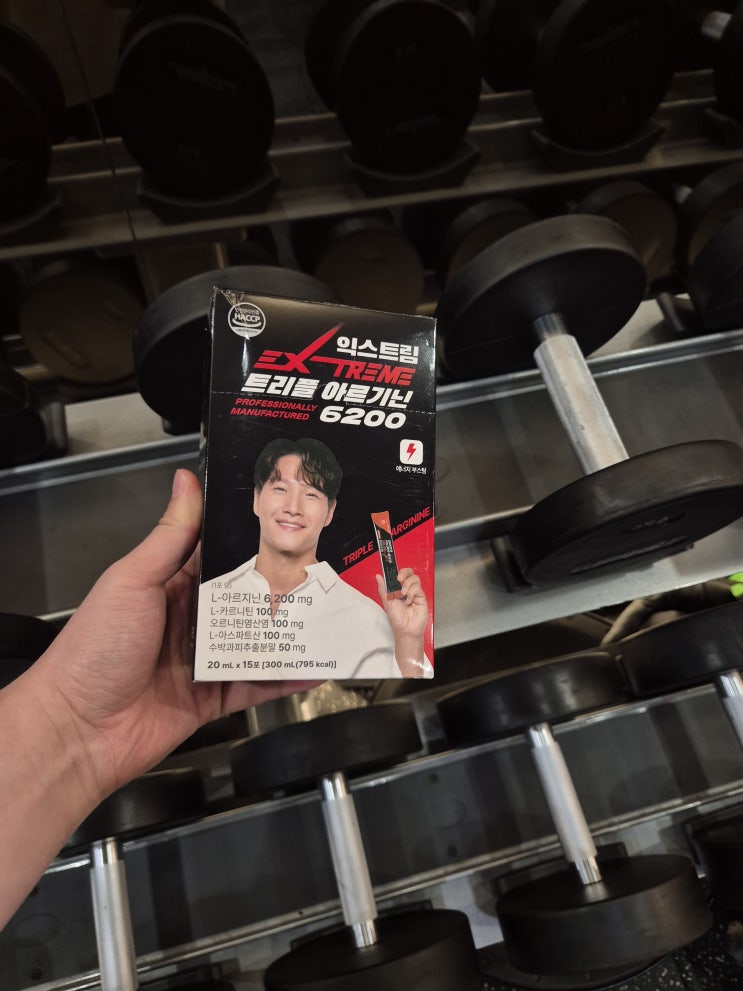 HACCP
익스트림
EXTREME
트리플 아르기닌
PROFESSIONALLY
MANUFACTURED
6200
에너지 부스팅
TRIPLE ARGININE
(1포 당)
L-아르지닌 6,200 mg
L-카르니틴 100 mg
오르니틴염산염 100 mg
L-아스파트산 100 mg
수박과피추출분말 50 mg
20 mL x 15포 [300 mL(795 kcal)]